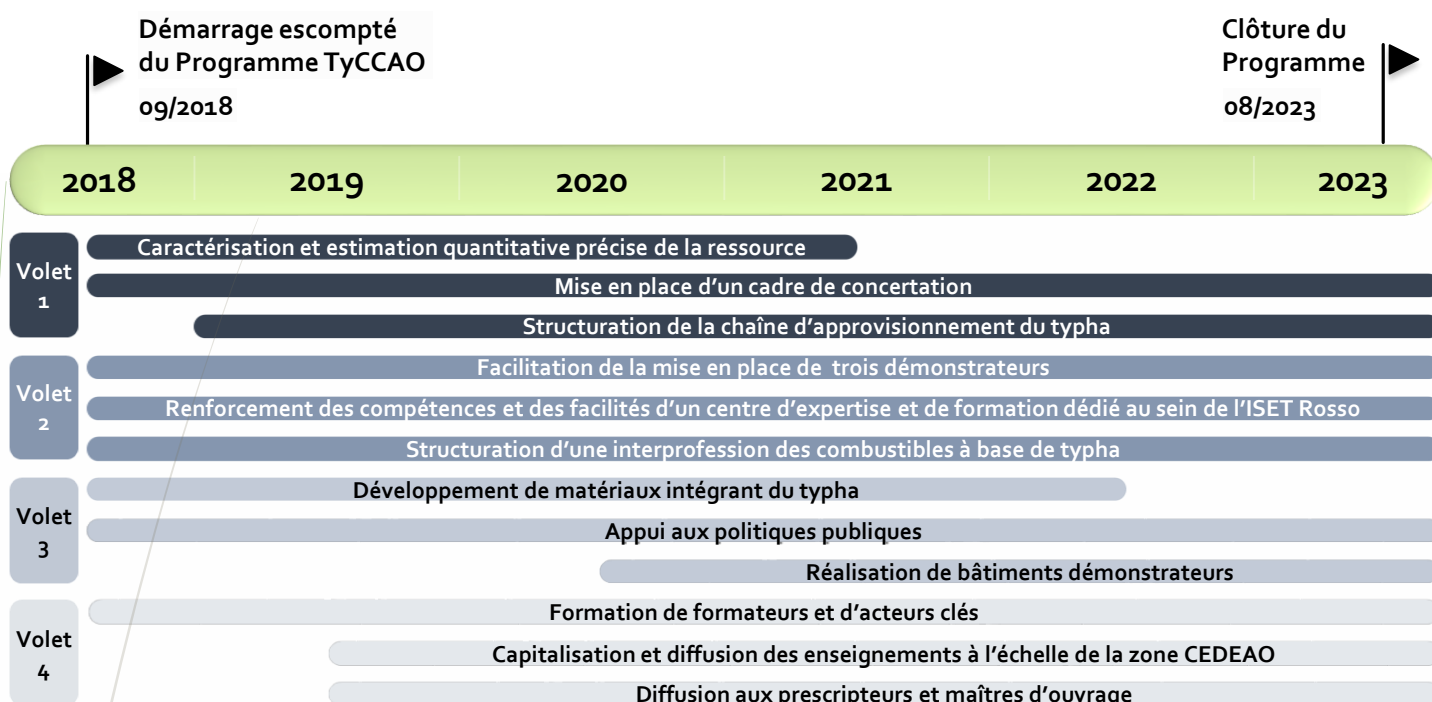 Démarrage escompté
du Programme TyCCAO
09/2018
Clôture du
Programme
08/2023
2018 2019 2020 2021 2022 2023
Volet
1
Caractérisation et estimation quantitative précise de la ressource
Mise en place d’un cadre de concertation
Structuration de la chaîne d’approvisionnement du typha
Volet
2
Facilitation de la mise en place de trois démonstrateurs
Renforcement des compétences et des facilités d’un centre d’expertise et de formation dédié au sein de l’ISET Rosso
Structuration d’une interprofession des combustibles à base de typha
Volet
3
Développement de matériaux intégrant du typha
Appui aux politiques publiques
Réalisation de bâtiments démonstrateurs
Volet
4
Formation de formateurs et d’acteurs clés
Capitalisation et diffusion des enseignements à l’échelle de la zone CEDEAO
Diffusion aux prescripteurs et maîtres d'ouvrage